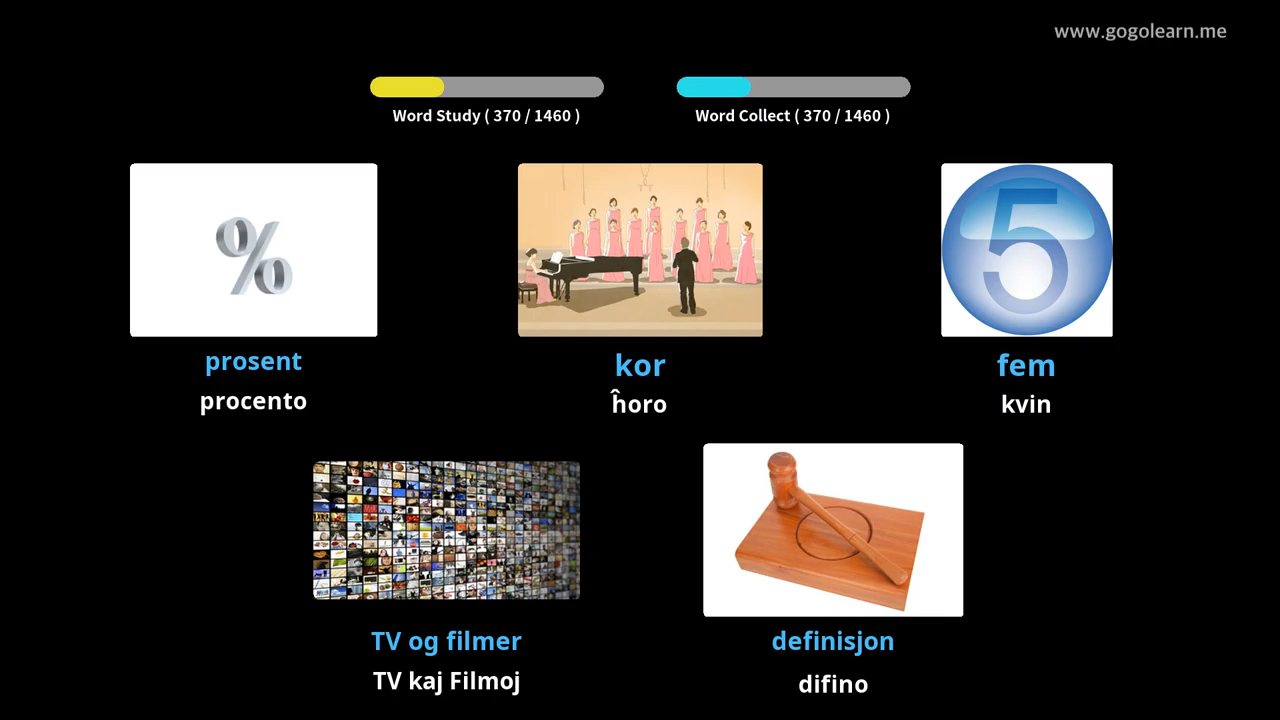 www.gogolearn.me
Word Study ( 370 / 1460 )
Word Collect ( 370 / 1460 )
%
5
prosent
kor
fem
procento
ĥoro
kvin
TV og filmer
definisjon
TV kaj Filmoj
difino